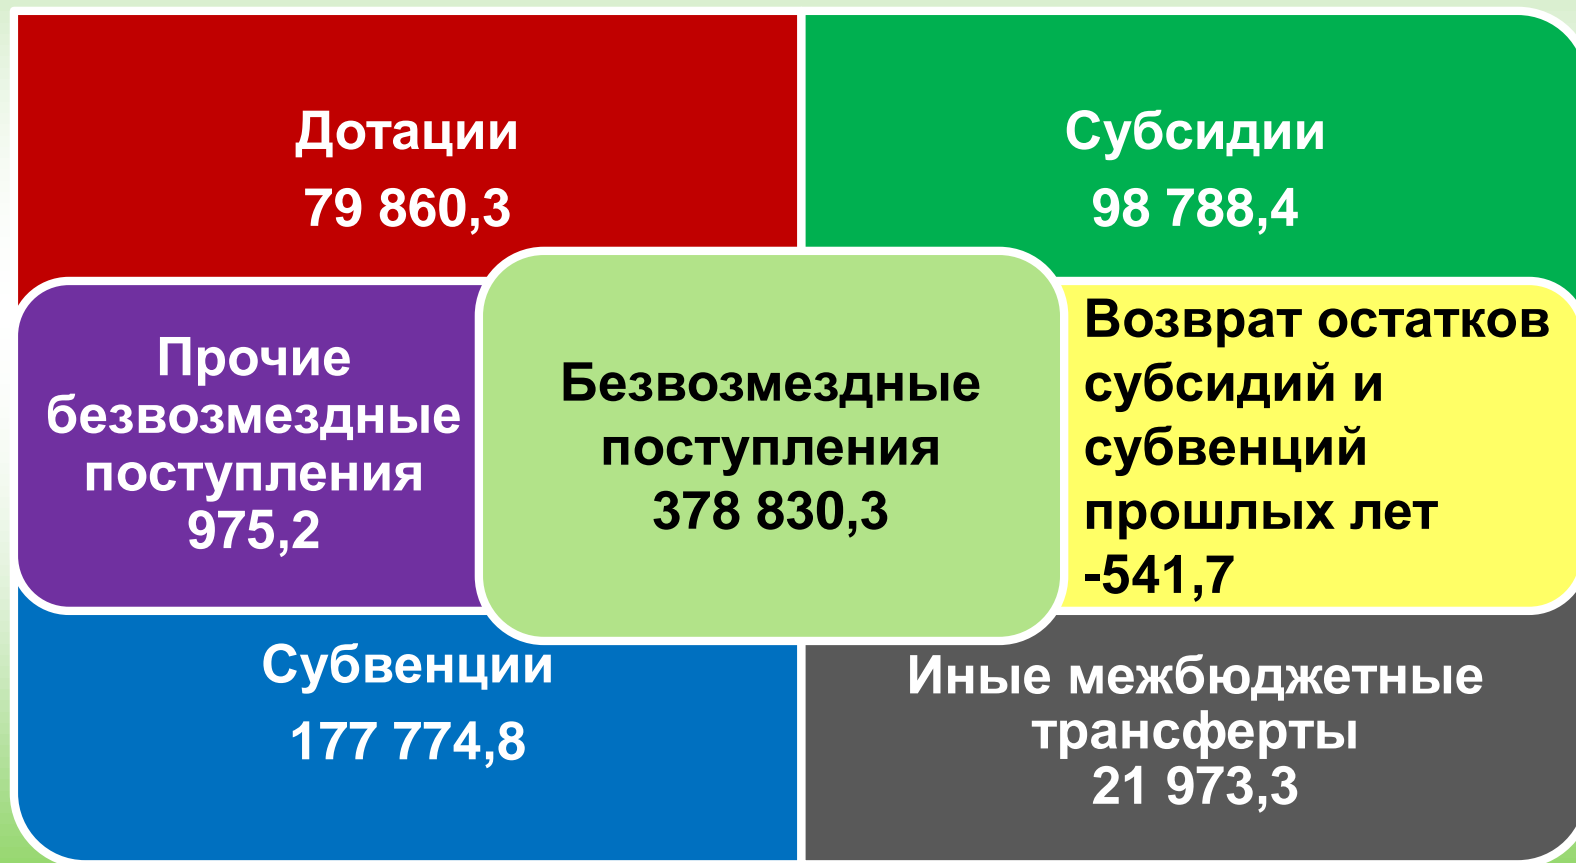 Дотации
79 860,3
Субсидии
98 788,4
Прочие
безвозмездные
поступления
975,2
Безвозмездные
поступления
378 830,3
Возврат остатков
субсидий и
субвенций
прошлых лет
-541,7
Субвенции
177 774,8
Иные межбюджетные
трансферты
21 973,3